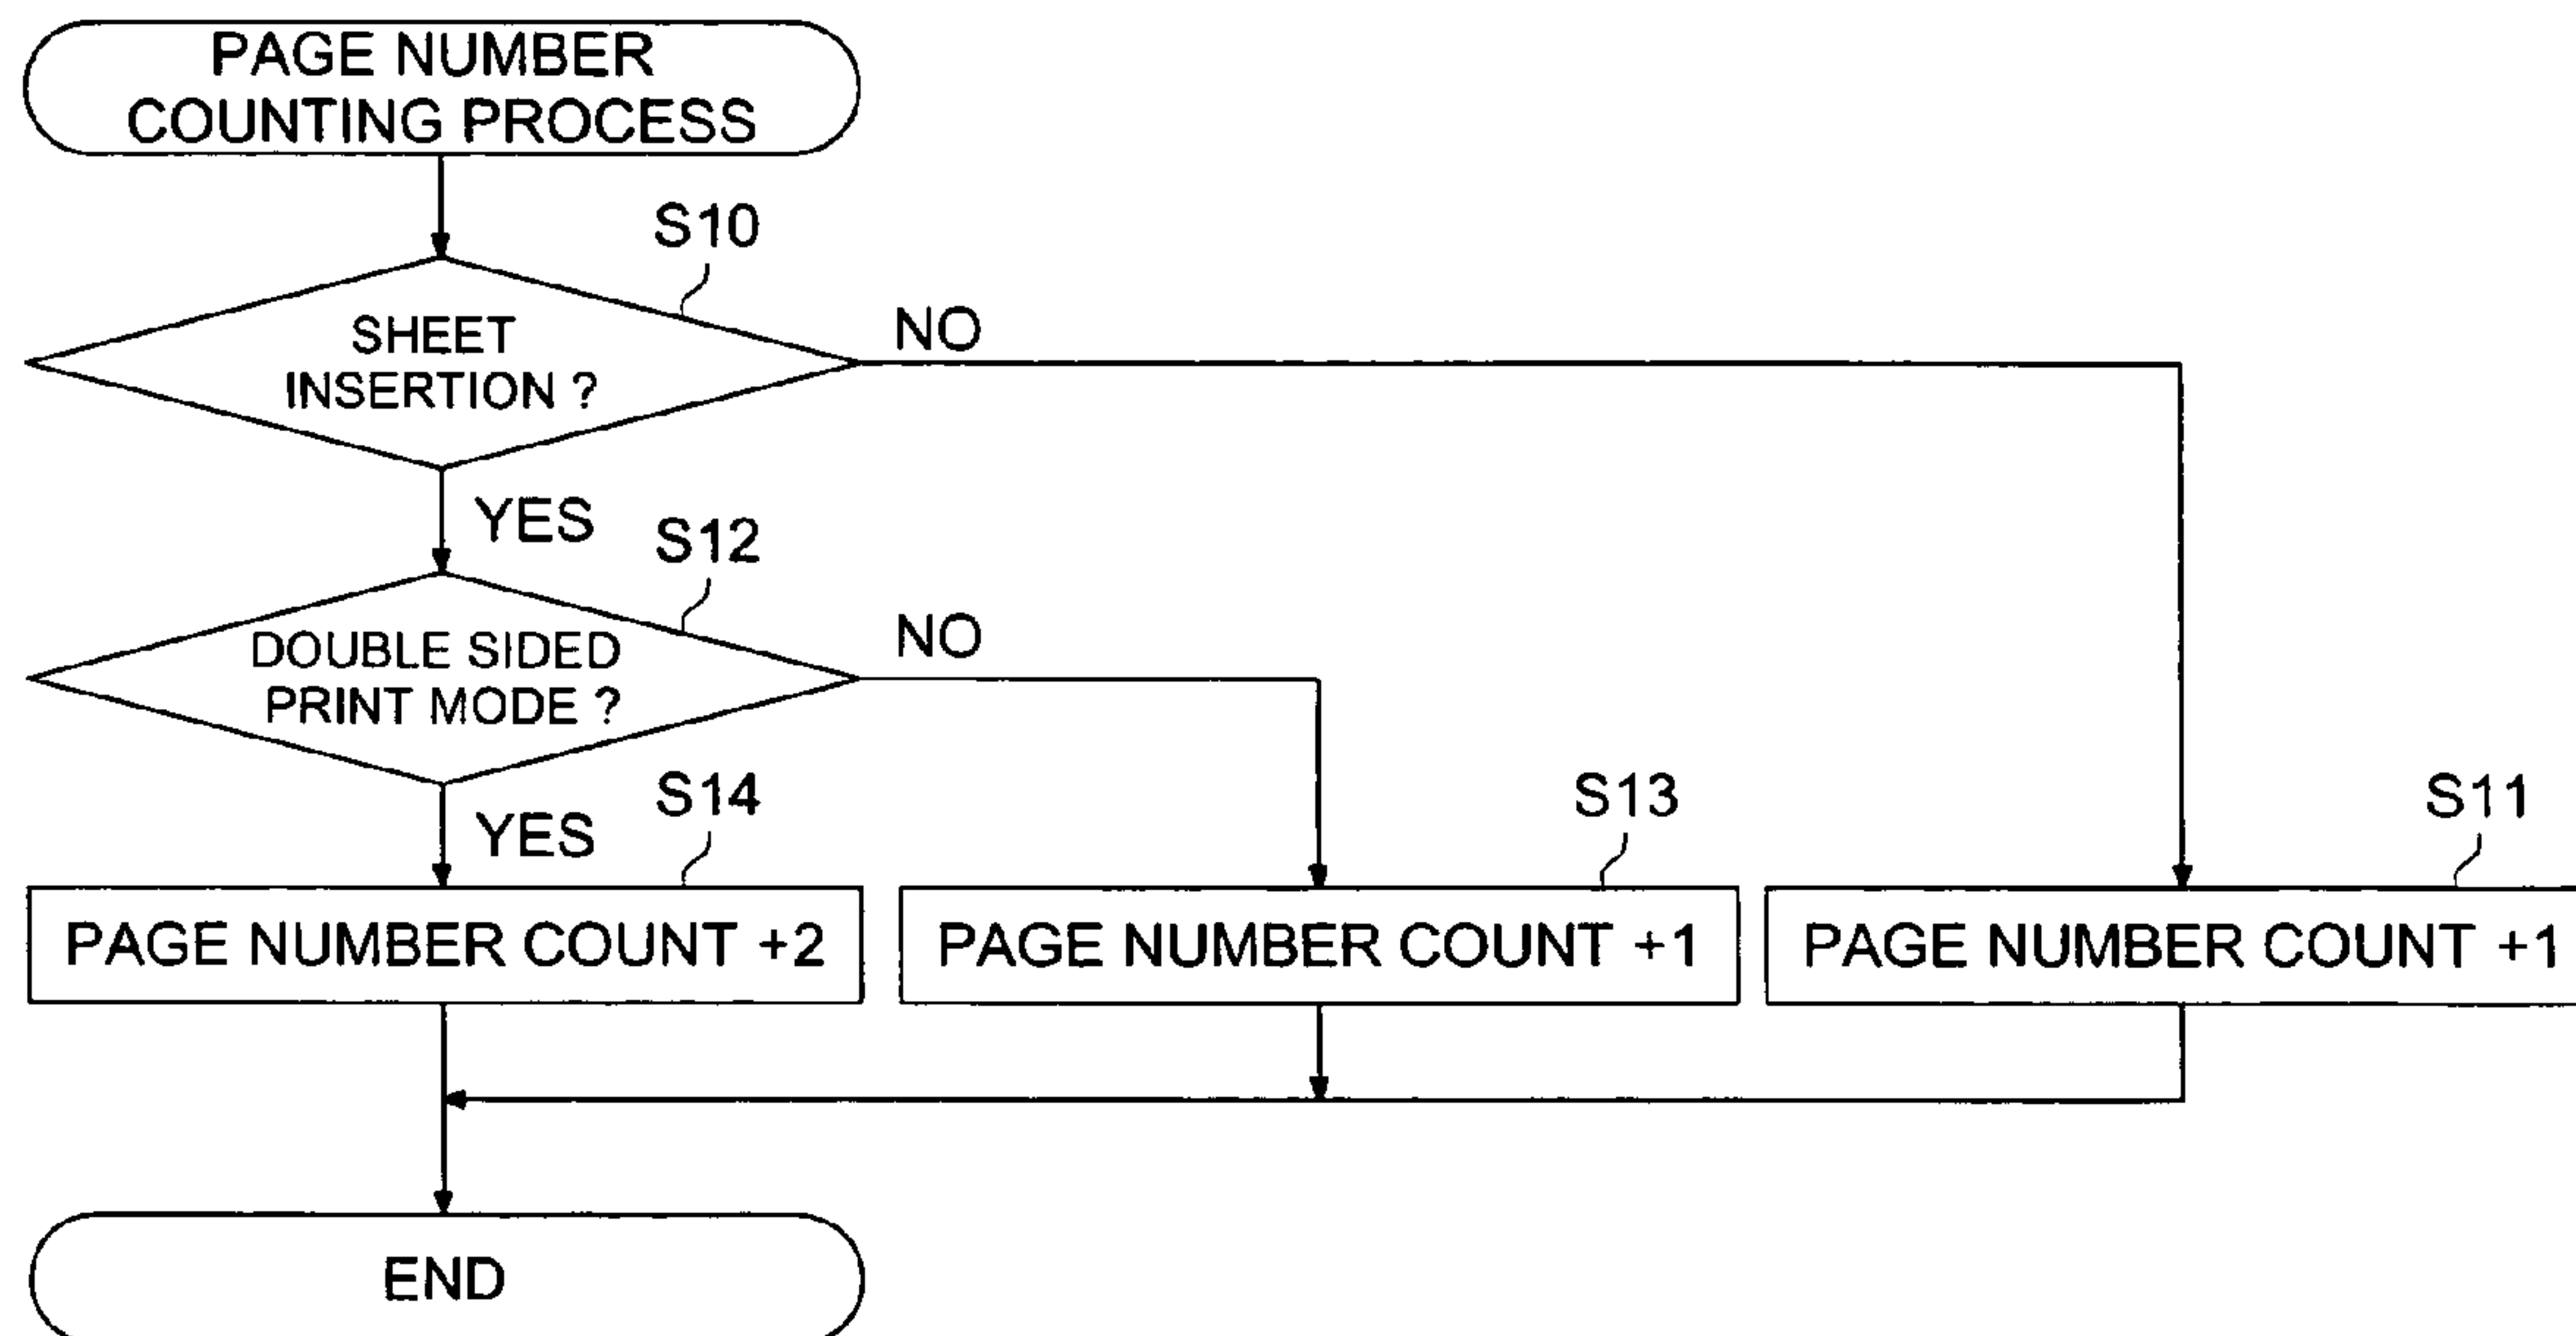 PAGE NUMBER
COUNTING PROCESS
S10
SHEET
INSERTION ?
NO
YES
S12
DOUBLE SIDED
PRINT MODE ?
NO
YES
S14
S13
S11
PAGE NUMBER COUNT +2
PAGE NUMBER COUNT +1
PAGE NUMBER COUNT +1
END